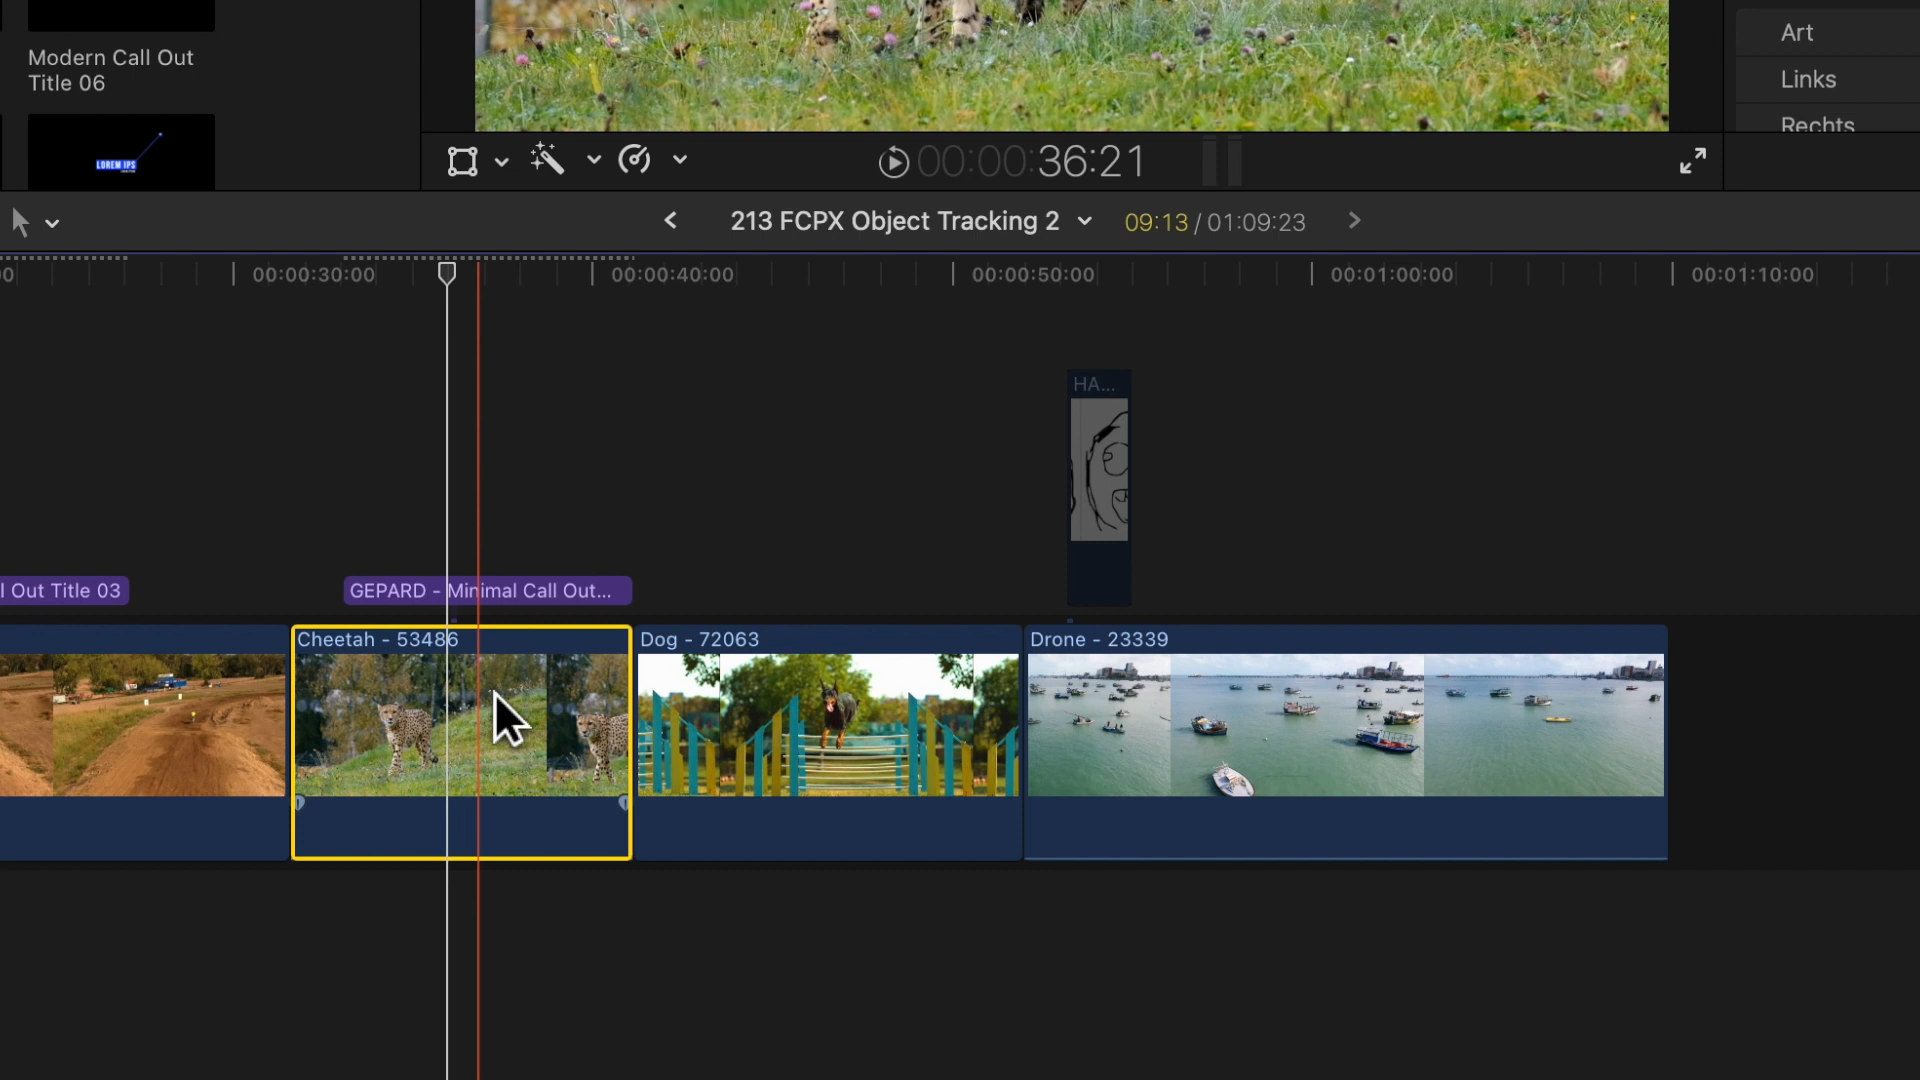 Modern Call Out
Title 06
LOREM IPS
Art
Links
Rechts
00:00:36:21
213 FCPX Object Tracking 2
09:13 / 01:09:23
00:00:30:00
00:00:40:00
00:00:50:00
00:01:00:00
00:01:10:00
HA...
l Out Title 03
GEPARD - Minimal Call Out...
Cheetah - 53486
Dog - 72063
Drone - 23339